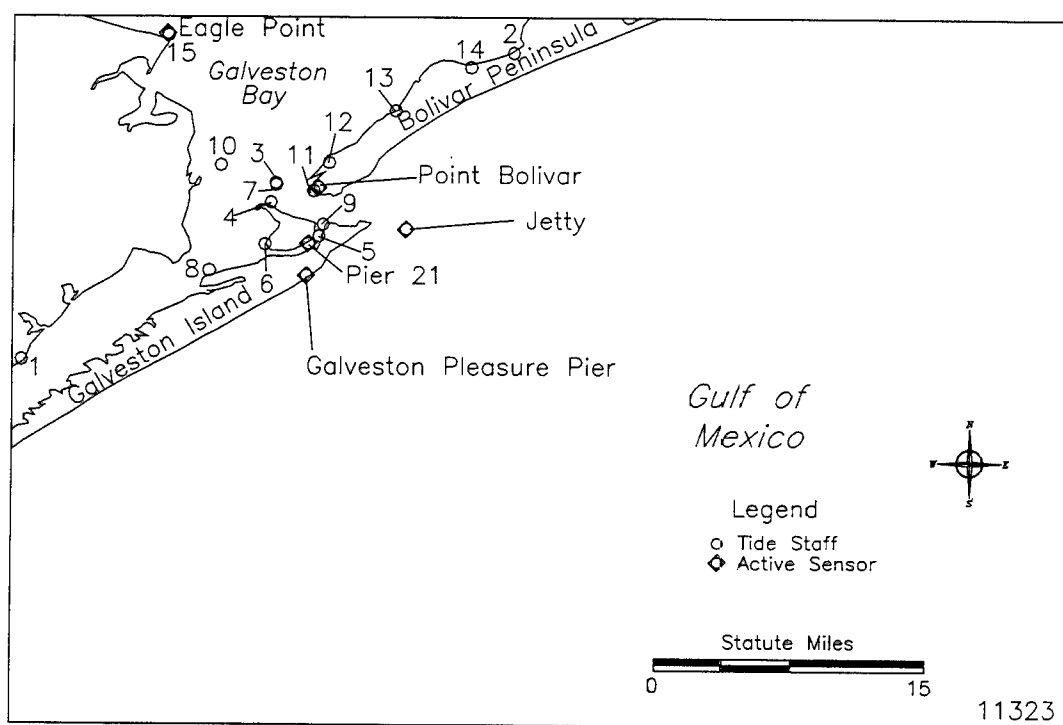 Eagle Point
15
Galveston
Bay
14
2
13
Bolivar Peninsula
12
10
3
11
7
Point Bolivar
4
9
Jetty
5
8
6
Pier 21
1
Galveston Island
Galveston Pleasure Pier
Gulf of
Mexico
N
W E
S
Legend
Tide Staff
Active Sensor
Statute Miles
0 15
11323